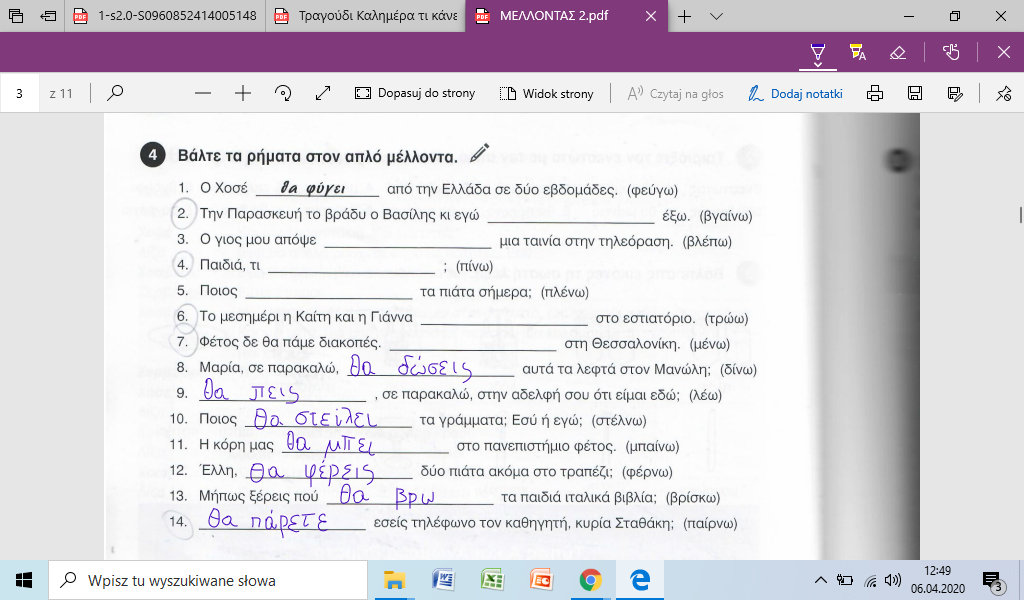 1-s2.0-S0960852414005148
Τραγούδι Καλημέρα τι κάνε
ΜΕΛΛΟΝΤΑΣ 2.pdf
3 z 11
Dopasuj do strony
Widok strony
Czytaj na głos
Dodaj notatki
4 Βάλτε τα ρήματα στον απλό μέλλοντα.
1. Ο Χοσέ θα φύγει από την Ελλάδα σε δύο εβδομάδες. (φεύγω)
2. Την Παρασκευή το βράδυ ο Βασίλης κι εγώ ____ έξω. (βγαίνω)
3. Ο γιος μου απόψε ____ μια ταινία στην τηλεόραση. (βλέπω)
4. Παιδιά, τι ____ ; (πίνω)
5. Ποιος ____ τα πιάτα σήμερα; (πλένω)
6. Το μεσημέρι η Καίτη και η Γιάννα ____ στο εστιατόριο. (τρώω)
7. Φέτος δε θα πάμε διακοπές. ____ στη Θεσσαλονίκη. (μένω)
8. Μαρία, σε παρακαλώ, θα δώσεις αυτά τα λεφτά στον Μανώλη; (δίνω)
9. θα πεις , σε παρακαλώ, στην αδελφή σου ότι είμαι εδώ; (λέω)
10. Ποιος θα στείλει τα γράμματα; Εσύ ή εγώ; (στέλνω)
11. Η κόρη μας θα μπει στο πανεπιστήμιο φέτος. (μπαίνω)
12. Έλλη, θα φέρεις δύο πιάτα ακόμα στο τραπέζι; (φέρνω)
13. Μήπως ξέρεις πού θα βρω τα παιδιά ιταλικά βιβλία; (βρίσκω)
14. θα πάρετε εσείς τηλέφωνο τον καθηγητή, κυρία Σταθάκη; (παίρνω)
Wpisz tu wyszukiwane słowa
12:49
06.04.2020
3